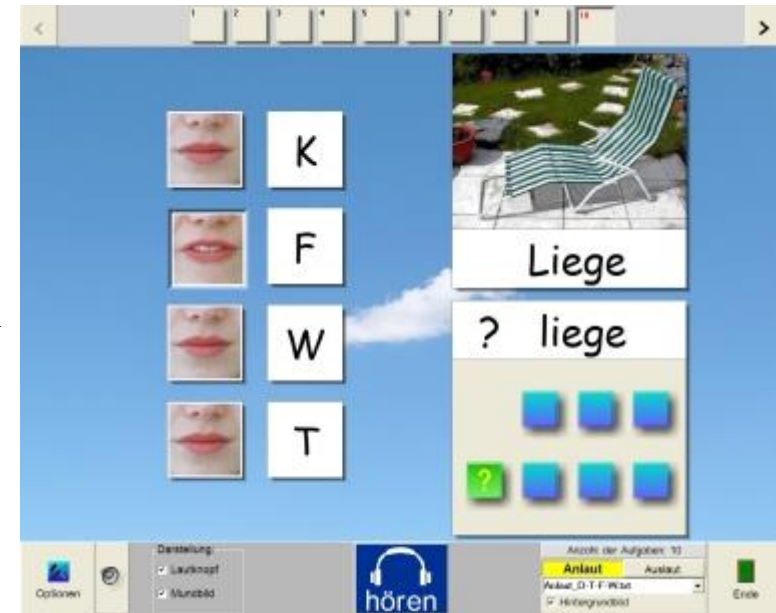 <
1 2 3 4 5 6 7 8 9 10
>
K
F
W
T
Liege
? liege
?
Optionen
Darstellung:
Lautknopf
Mundbild
hören
Anzahl der Aufgaben: 10
Anlaut Auslaut
Hintergrundbild
Ende